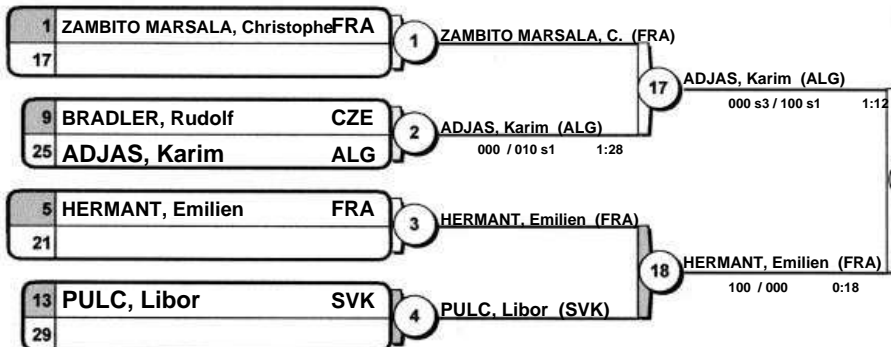 1 ZAMBITO MARSALA, Christophe FRA
17
1
ZAMBITO MARSALA, C. (FRA)
9 BRADLER, Rudolf CZE
25 ADJAS, Karim ALG
2
ADJAS, Karim (ALG)
000 / 010 s1 1:28
17
ADJAS, Karim (ALG)
000 s3 / 100 s1 1:12
5 HERMANT, Emilien FRA
21
3
HERMANT, Emilien (FRA)
13 PULC, Libor SVK
29
4
PULC, Libor (SVK)
18
HERMANT, Emilien (FRA)
100 / 000 0:18